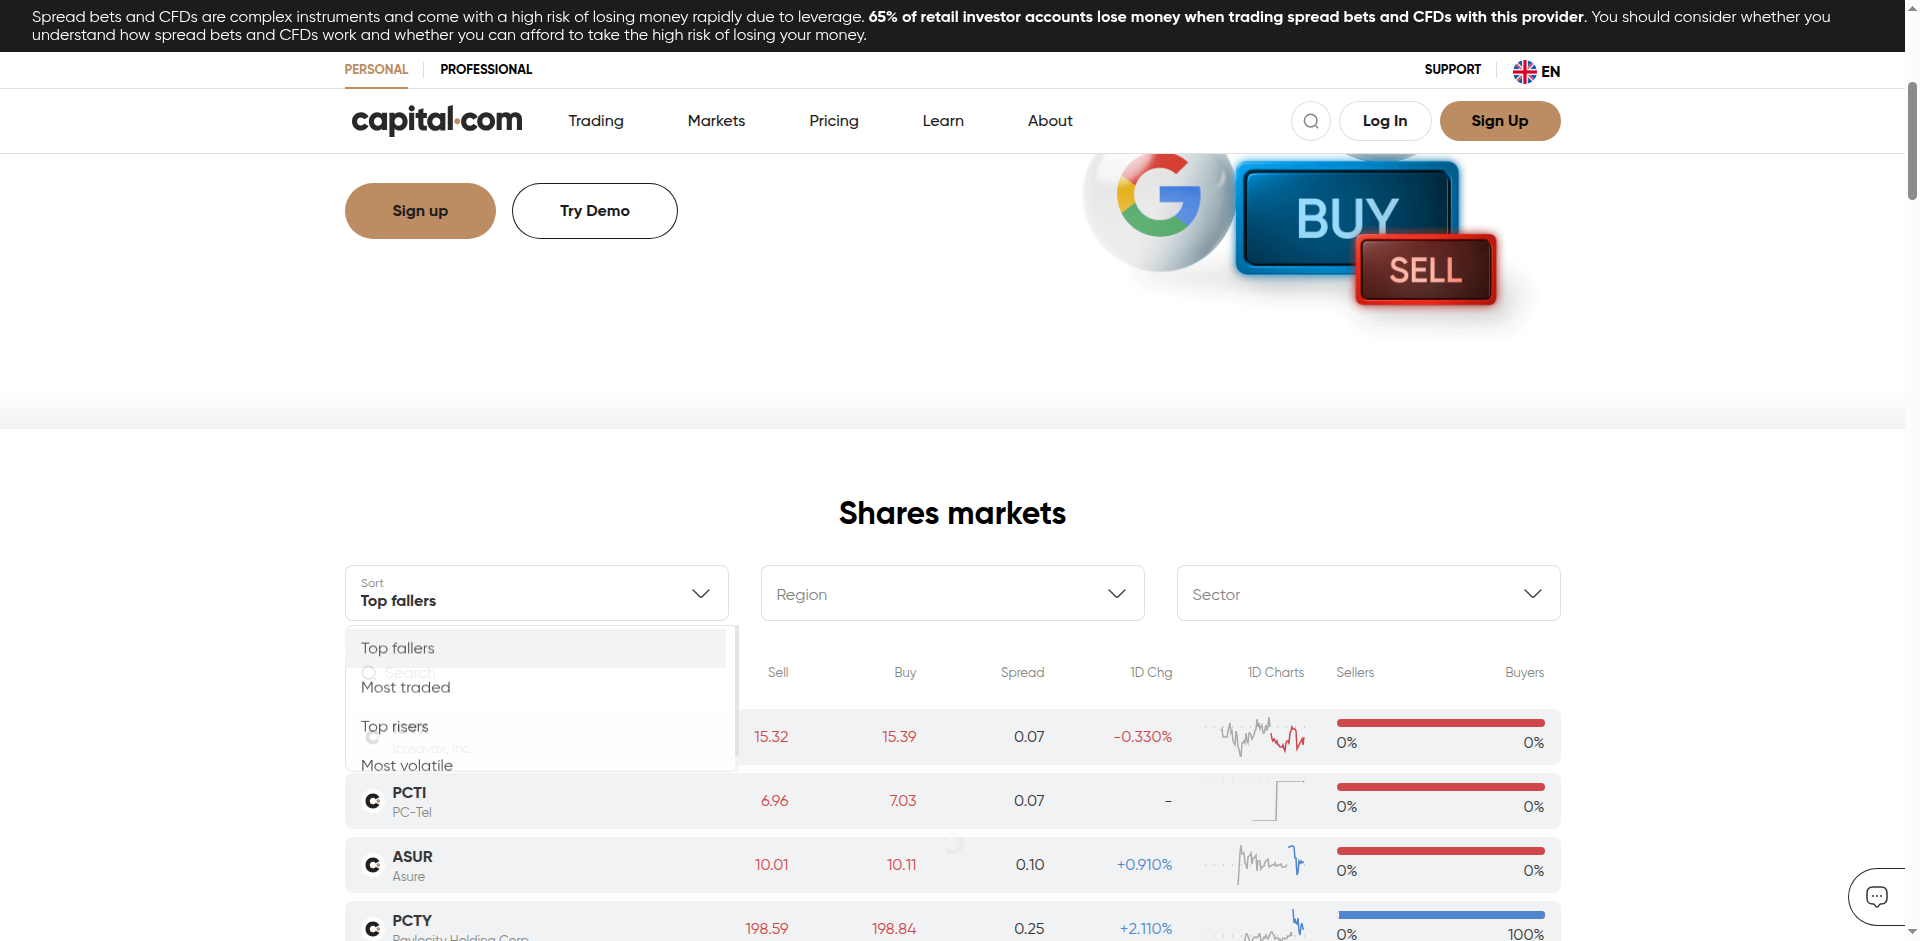 Spread bets and CFDs are complex instruments and come with a high risk of losing money rapidly due to leverage. 65% of retail investor accounts lose money when trading spread bets and CFDs with this provider. You should consider whether you
understand how spread bets and CFDs work and whether you can afford to take the high risk of losing your money.
PERSONAL PROFESSIONAL SUPPORT EN
capital.com Trading Markets Pricing Learn About Log In Sign Up
Sign up Try Demo
BUY
SELL
Shares markets
Sort
Top fallers
Region
Sector
Top fallers
Search
Most traded
Top risers
Icosavax, Inc.
Most volatile
Sell Buy Spread 1D Chg 1D Charts Sellers Buyers
15.32 15.39 0.07 -0.330% 0% 0%
PCTI
PC-Tel
6.96 7.03 0.07 - 0% 0%
ASUR
Asure
10.01 10.11 0.10 +0.910% 0% 0%
PCTY
Paylocity Holding Corp
198.59 198.84 0.25 +2.110% 0% 100%